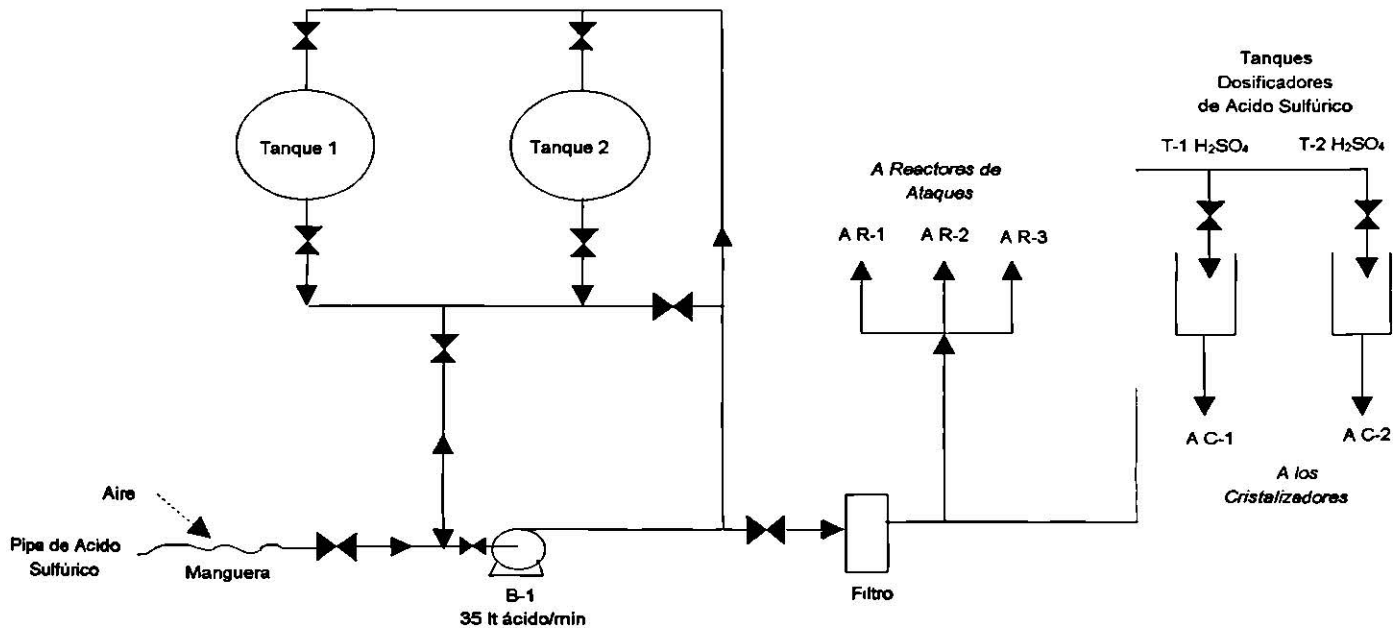 Tanques
Dosificadores
de Acido Sulfúrico
Tanque 1
Tanque 2
T-1 H₂SO₄
T-2 H₂SO₄
A Reactores de
Ataques
A R-1
A R-2
A R-3
A C-1
A C-2
A los
Cristalizadores
Aire
Pipa de Acido
Sulfúrico
Manguera
B-1
35 lt ácido/min
Filtro